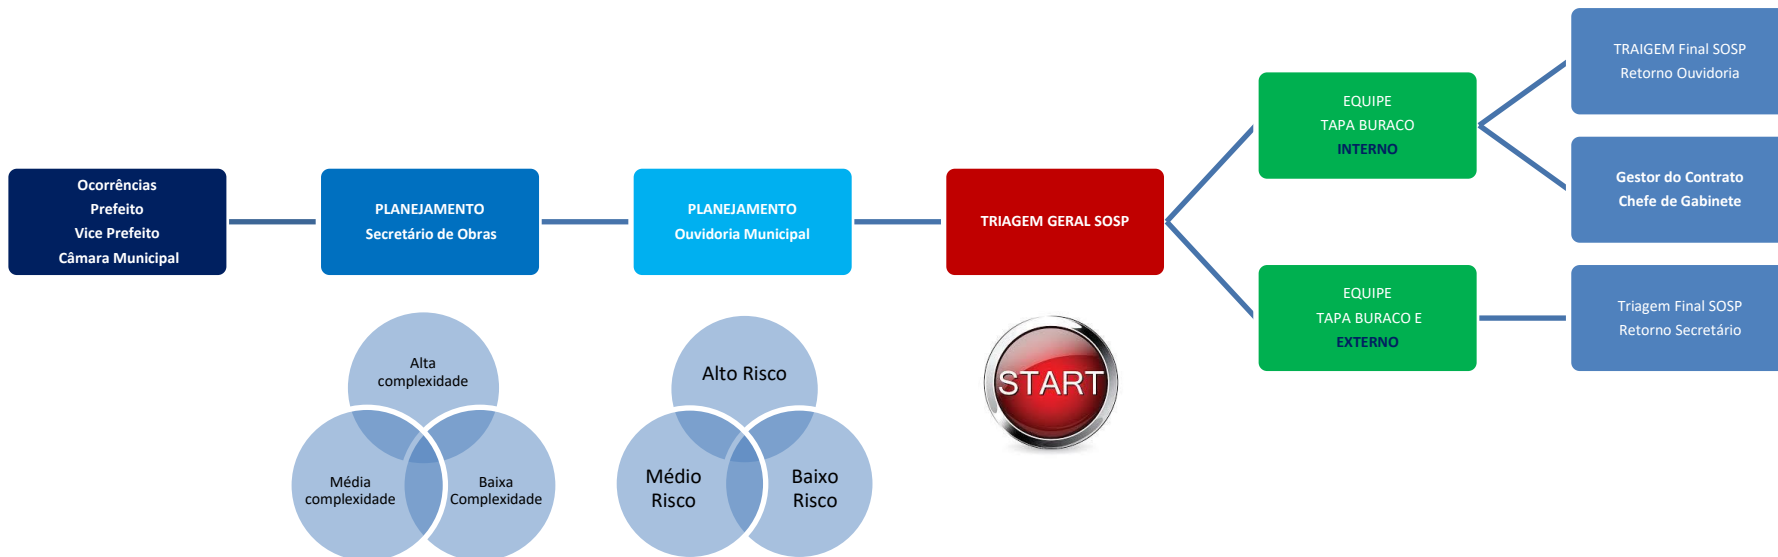 Ocorrências
Prefeito
Vice Prefeito
Câmara Municipal
PLANEJAMENTO
Secretário de Obras
PLANEJAMENTO
Ouvidoria Municipal
TRIAGEM GERAL SOSP
EQUIPE
TAPA BURACO
INTERNO
EQUIPE
TAPA BURACO E
EXTERNO
TRAIGEM Final SOSP
Retorno Ouvidoria
Gestor do Contrato
Chefe de Gabinete
Triagem Final SOSP
Retorno Secretário
Alta
complexidade
Média
complexidade
Baixa
Complexidade
Alto Risco
Médio
Risco
Baixo
Risco
START